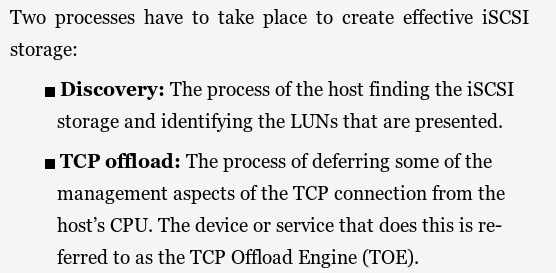 Two processes have to take place to create effective iSCSI
storage:
■ Discovery: The process of the host finding the iSCSI
storage and identifying the LUNs that are presented.
■ TCP offload: The process of deferring some of the
management aspects of the TCP connection from the
host’s CPU. The device or service that does this is re-
ferred to as the TCP Offload Engine (TOE).